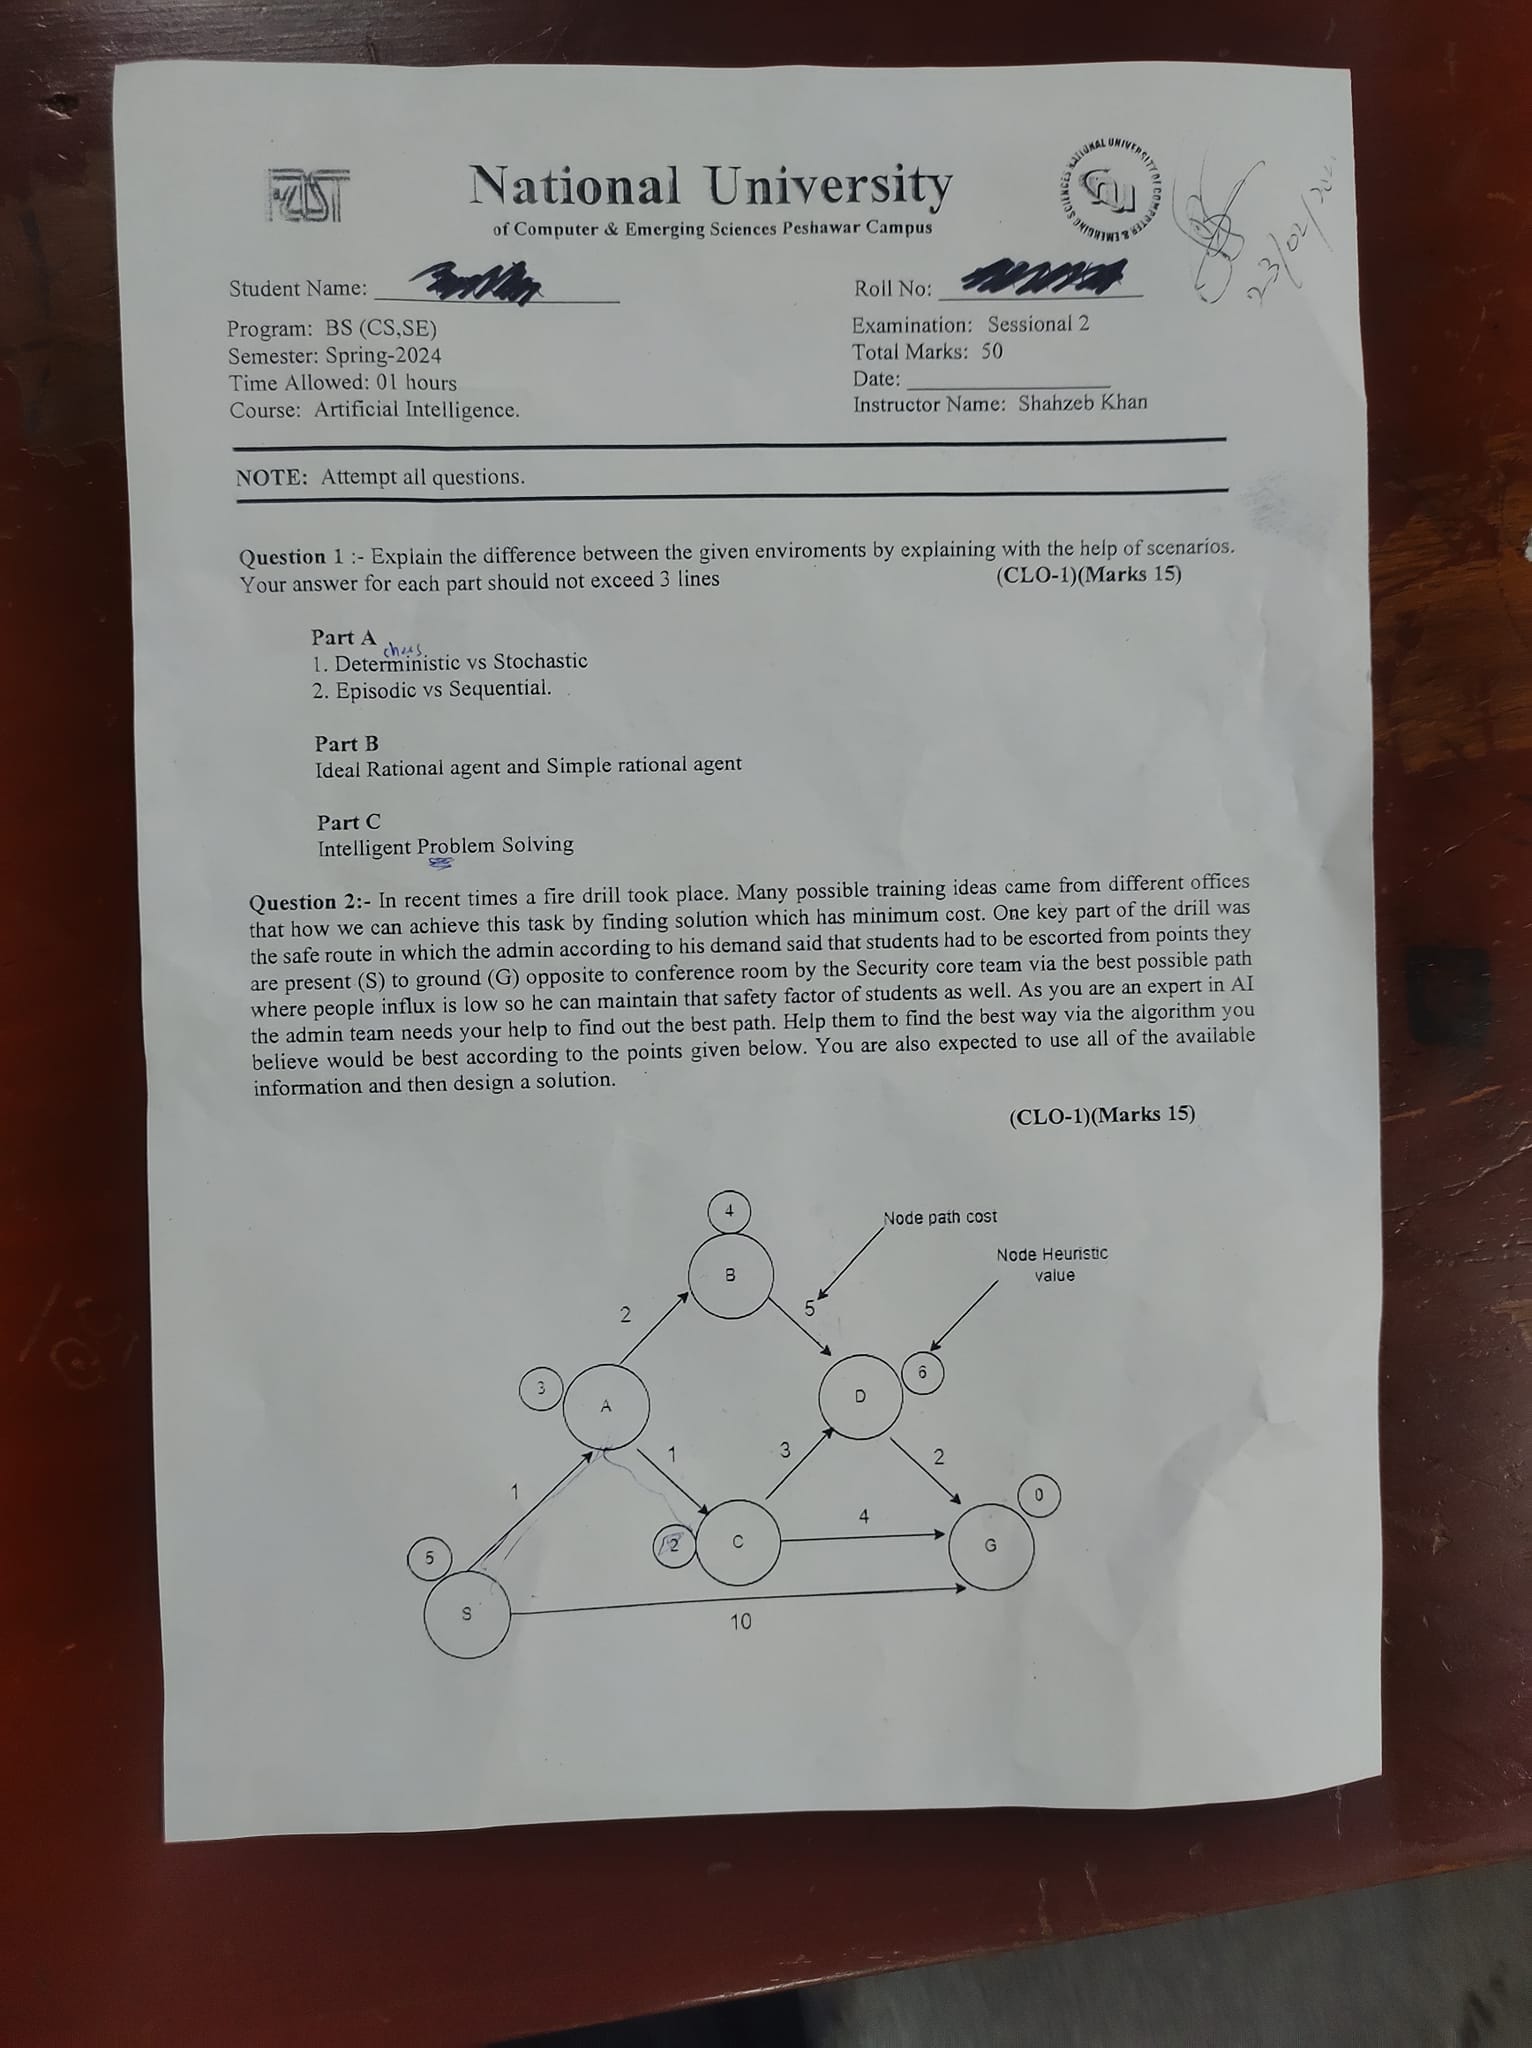 FAST
National University
of Computer & Emerging Sciences Peshawar Campus
NATIONAL UNIVERSITY OF COMPUTER & EMERGING SCIENCES
23/02/
Student Name:
Roll No:
Program: BS (CS,SE)
Examination: Sessional 2
Semester: Spring-2024
Total Marks: 50
Time Allowed: 01 hours
Date:
Course: Artificial Intelligence.
Instructor Name: Shahzeb Khan
NOTE: Attempt all questions.
Question 1 :- Explain the difference between the given enviroments by explaining with the help of scenarios.
Your answer for each part should not exceed 3 lines (CLO-1)(Marks 15)
Part A
chess
1. Deterministic vs Stochastic
2. Episodic vs Sequential.
Part B
Ideal Rational agent and Simple rational agent
Part C
Intelligent Problem Solving
Question 2:- In recent times a fire drill took place. Many possible training ideas came from different offices
that how we can achieve this task by finding solution which has minimum cost. One key part of the drill was
the safe route in which the admin according to his demand said that students had to be escorted from points they
are present (S) to ground (G) opposite to conference room by the Security core team via the best possible path
where people influx is low so he can maintain that safety factor of students as well. As you are an expert in AI
the admin team needs your help to find out the best path. Help them to find the best way via the algorithm you
believe would be best according to the points given below. You are also expected to use all of the available
information and then design a solution.
(CLO-1)(Marks 15)
4
Node path cost
Node Heuristic
value
B
2
5
3
6
A
D
1
3
2
1
0
4
5
2
C
G
S
10